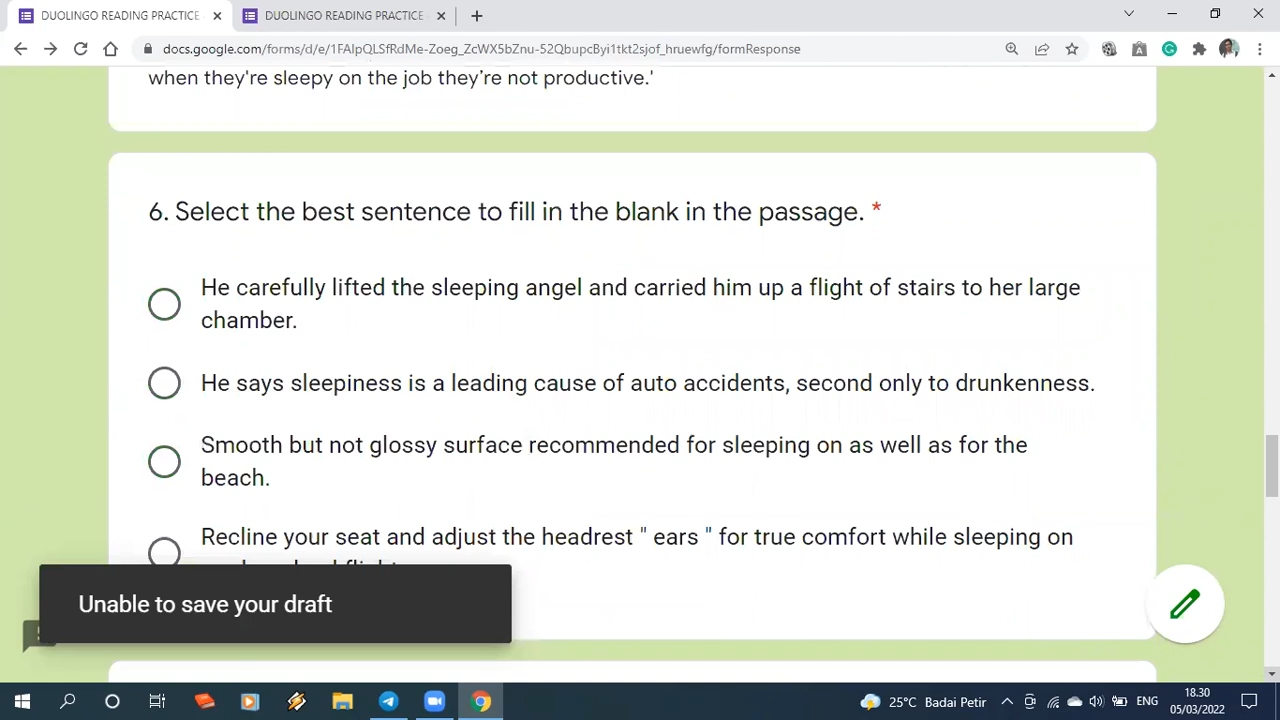 DUOLINGO READING PRACTICE
DUOLINGO READING PRACTICE
docs.google.com/forms/d/e/1FAIpQLSfRdMe-Zoeg_ZcWX5bZnu-52QbupcByi1tkt2sjof_hruewfg/formResponse
when they're sleepy on the job they're not productive.'
6. Select the best sentence to fill in the blank in the passage. *
He carefully lifted the sleeping angel and carried him up a flight of stairs to her large
chamber.
He says sleepiness is a leading cause of auto accidents, second only to drunkenness.
Smooth but not glossy surface recommended for sleeping on as well as for the
beach.
Recline your seat and adjust the headrest " ears " for true comfort while sleeping on
Unable to save your draft
25°C Badai Petir
ENG
18.30
05/03/2022